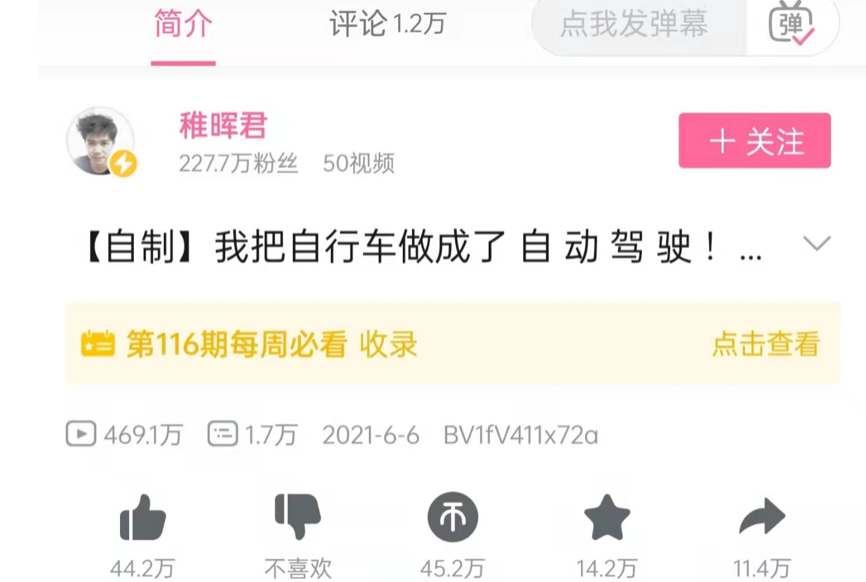 简介 评论 1.2万 点我发弹幕 弹
稚晖君
227.7万粉丝 50视频 + 关注
【自制】我把自行车做成了 自 动 驾 驶！...
第116期每周必看 收录 点击查看
469.1万 1.7万 2021-6-6 BV1fV411x72a
44.2万 不喜欢 45.2万 14.2万 11.4万